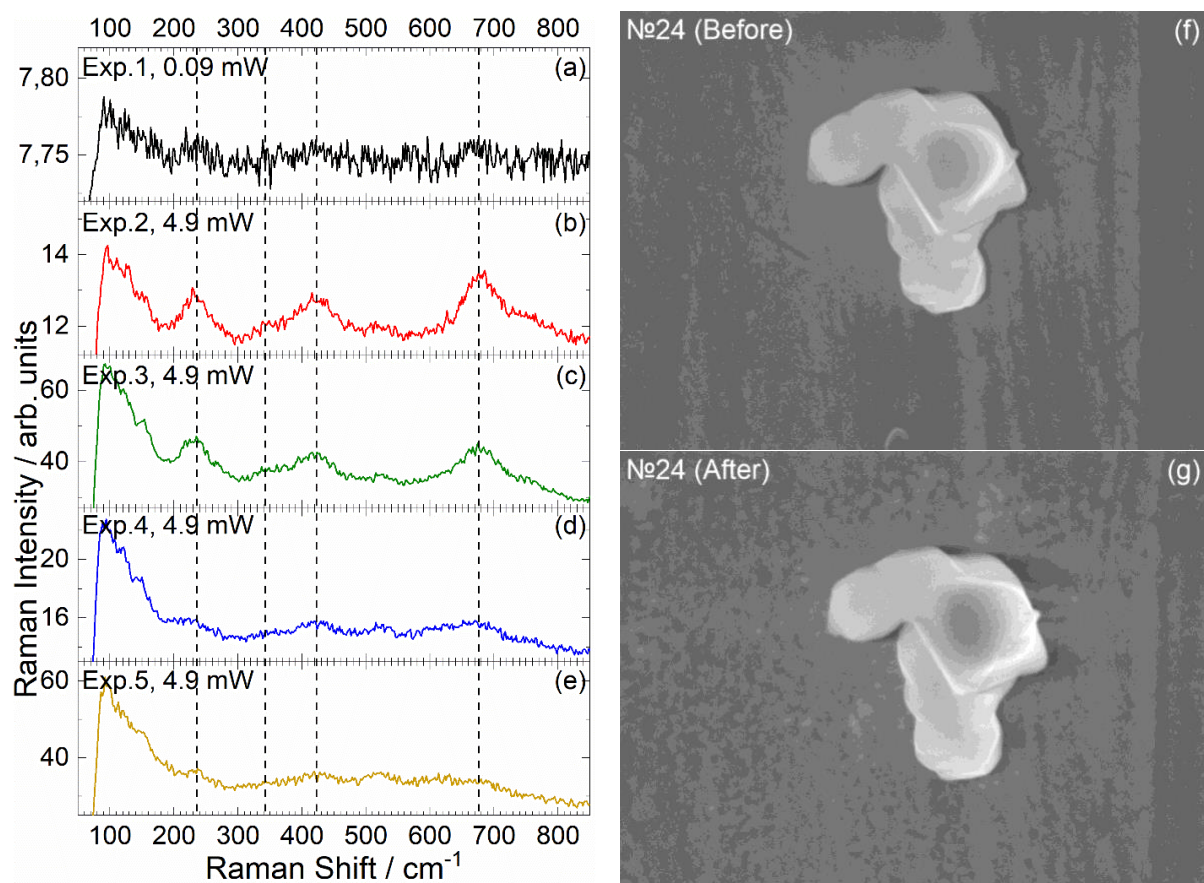 100 200 300 400 500 600 700 800
7,80
7,75
Exp.1, 0.09 mW (a)
14
12
Exp.2, 4.9 mW (b)
60
40
Exp.3, 4.9 mW (c)
20
16
Exp.4, 4.9 mW (d)
60
40
Exp.5, 4.9 mW (e)
100 200 300 400 500 600 700 800
Raman Shift / cm⁻¹
Raman Intensity / arb. units
№24 (Before) (f)
№24 (After) (g)